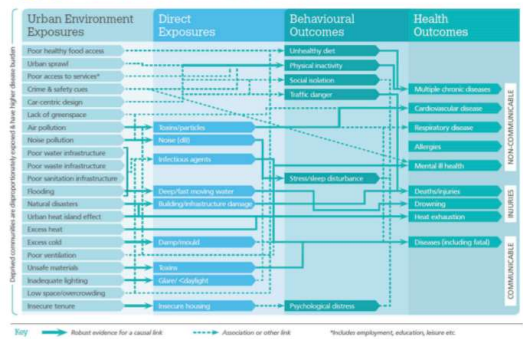 Urban Environment
Exposures
Direct
Exposures
Behavioural
Outcomes
Health
Outcomes
Deprived communities are disproportionately exposed & have higher disease burden
Poor healthy food access
Urban sprawl
Poor access to services*
Crime & safety cues
Car-centric design
Lack of greenspace
Air pollution
Noise pollution
Poor water infrastructure
Poor waste infrastructure
Poor sanitation infrastructure
Flooding
Natural disasters
Urban heat island effect
Excess heat
Excess cold
Poor ventilation
Unsafe materials
Inadequate lighting
Low space/overcrowding
Insecure tenure
Toxins/particles
Noise (dB)
Infectious agents
Deep/fast moving water
Building/infrastructure damage
Damp/mould
Toxins
Glare/ <daylight
Insecure housing
Unhealthy diet
Physical inactivity
Social isolation
Traffic danger
Stress/sleep disturbance
Psychological distress
Multiple chronic diseases
Cardiovascular disease
Respiratory disease
Allergies
Mental ill health
Deaths/injuries
Drowning
Heat exhaustion
Diseases (including fatal)
NON-COMMUNICABLE
INJURIES
COMMUNICABLE
Key
Robust evidence for a causal link
Association or other link
*Includes employment, education, leisure etc.